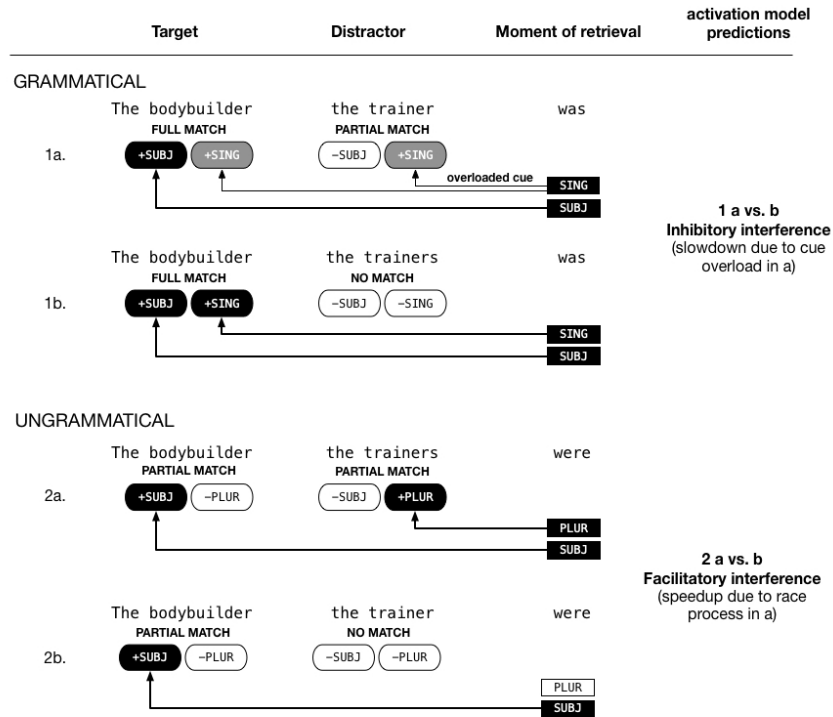 Target Distractor Moment of retrieval activation model
predictions
GRAMMATICAL
The bodybuilder the trainer was
FULL MATCH PARTIAL MATCH
1a. +SUBJ +SING −SUBJ +SING
overloaded cue
SING
SUBJ
1 a vs. b
Inhibitory interference
(slowdown due to cue
overload in a)
The bodybuilder the trainers was
FULL MATCH NO MATCH
1b. +SUBJ +SING −SUBJ −SING
SING
SUBJ
UNGRAMMATICAL
The bodybuilder the trainers were
PARTIAL MATCH PARTIAL MATCH
2a. +SUBJ −PLUR −SUBJ +PLUR
PLUR
SUBJ
2 a vs. b
Facilitatory interference
(speedup due to race
process in a)
The bodybuilder the trainer were
PARTIAL MATCH NO MATCH
2b. +SUBJ −PLUR −SUBJ −PLUR
PLUR
SUBJ